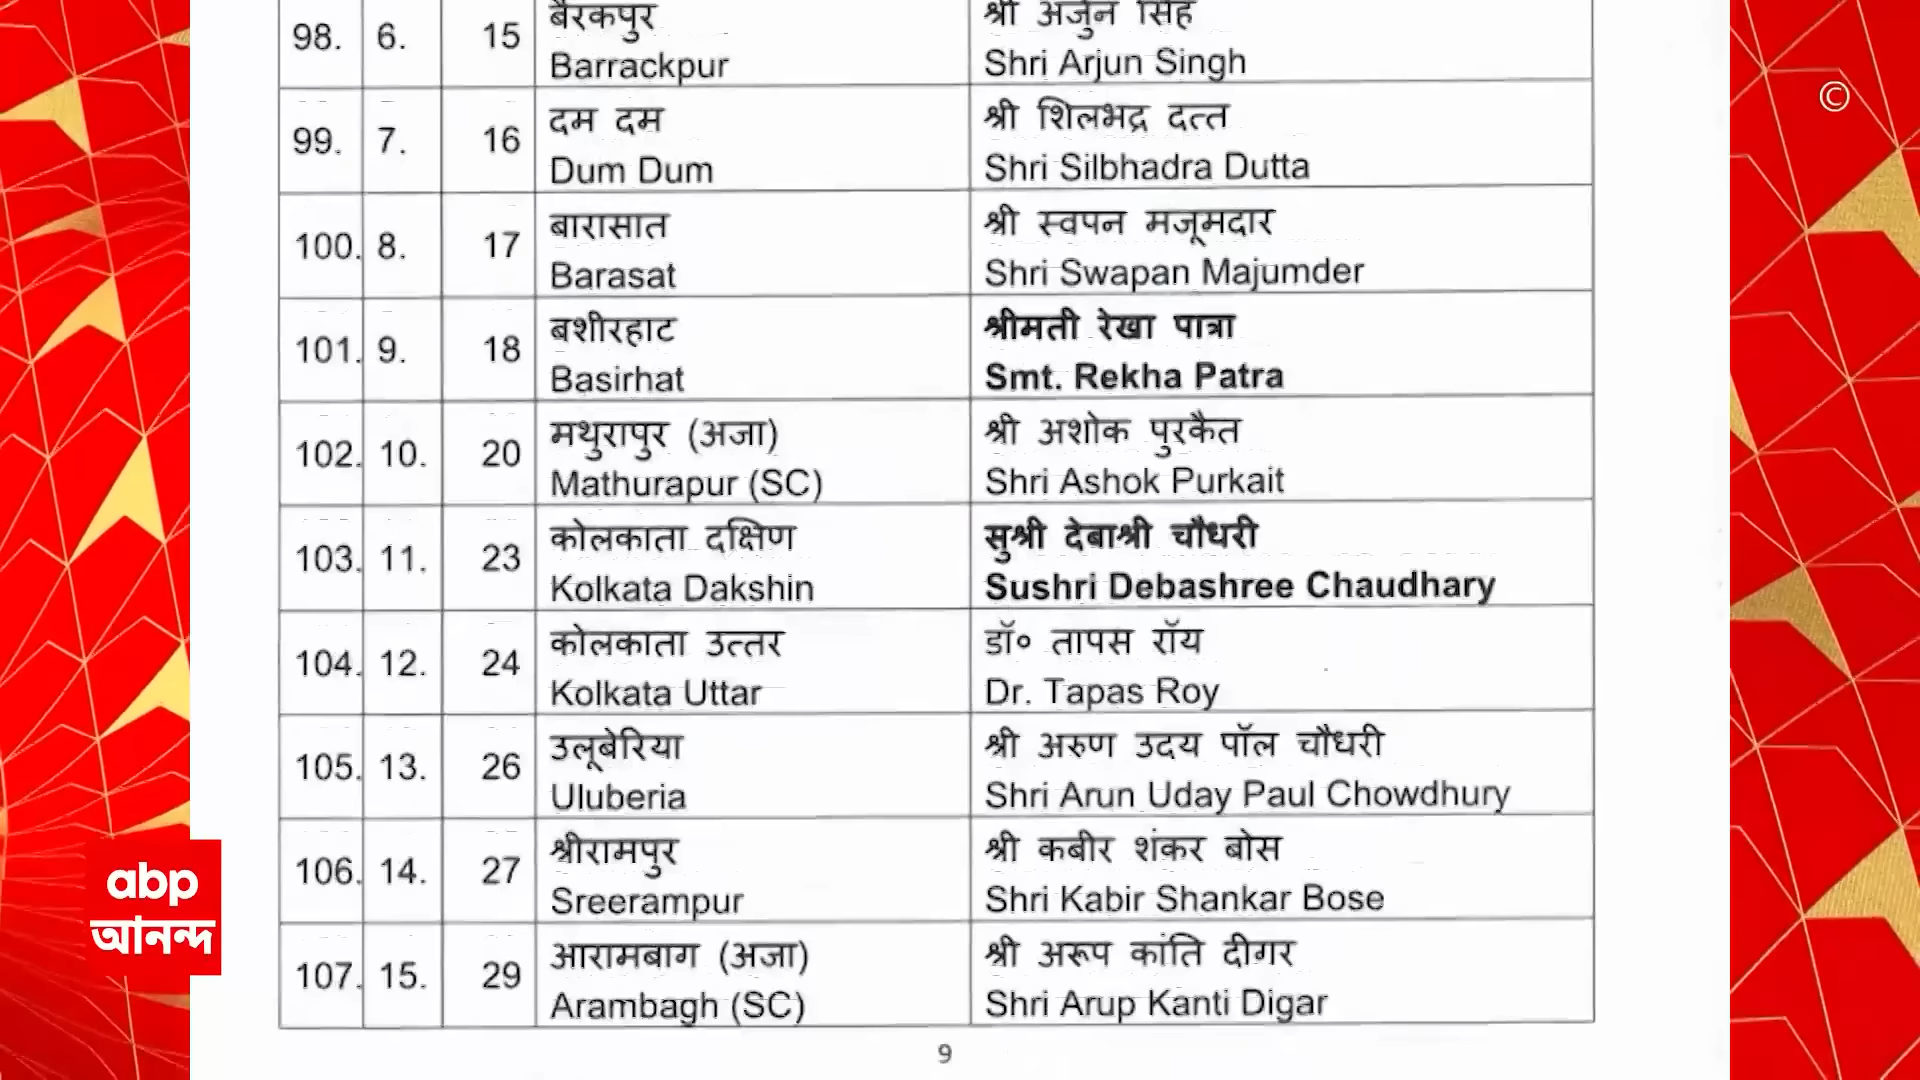 98. 6. 15 बैरकपुर श्री अर्जुन सिंह
Barrackpur Shri Arjun Singh
99. 7. 16 दम दम श्री शिलभद्र दत्त
Dum Dum Shri Silbhadra Dutta
100. 8. 17 बारासात श्री स्वपन मजूमदार
Barasat Shri Swapan Majumder
101. 9. 18 बशीरहाट श्रीमती रेखा पात्रा
Basirhat Smt. Rekha Patra
102. 10. 20 मथुरापुर (अजा) श्री अशोक पुरकैत
Mathurapur (SC) Shri Ashok Purkait
103. 11. 23 कोलकाता दक्षिण सुश्री देबाश्री चौधरी
Kolkata Dakshin Sushri Debashree Chaudhary
104. 12. 24 कोलकाता उत्तर डॉ० तापस रॉय
Kolkata Uttar Dr. Tapas Roy
105. 13. 26 उलूबेरिया श्री अरुण उदय पॉल चौधरी
Uluberia Shri Arun Uday Paul Chowdhury
106. 14. 27 श्रीरामपुर श्री कबीर शंकर बोस
Sreerampur Shri Kabir Shankar Bose
107. 15. 29 आरामबाग (अजा) श्री अरूप कांति दीगर
Arambagh (SC) Shri Arup Kanti Digar
9
©
abp
আনন্দ